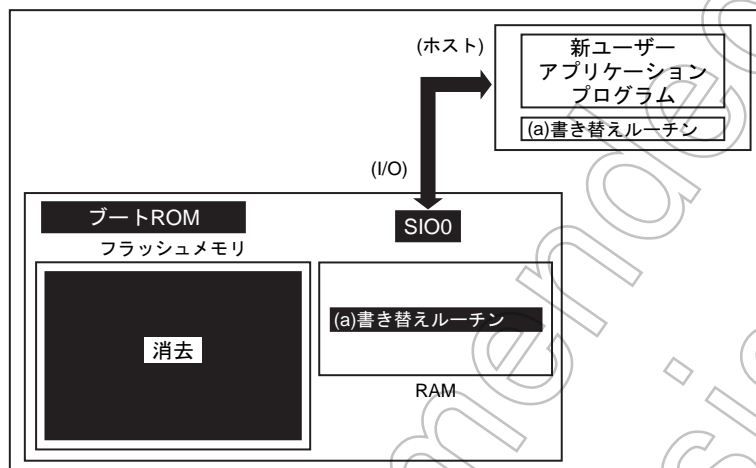 (ホスト)
新ユーザー
アプリケーション
プログラム
(a)書き替えルーチン
(I/O)
ブートROM
SIO0
フラッシュメモリ
消去
(a)書き替えルーチン
RAM